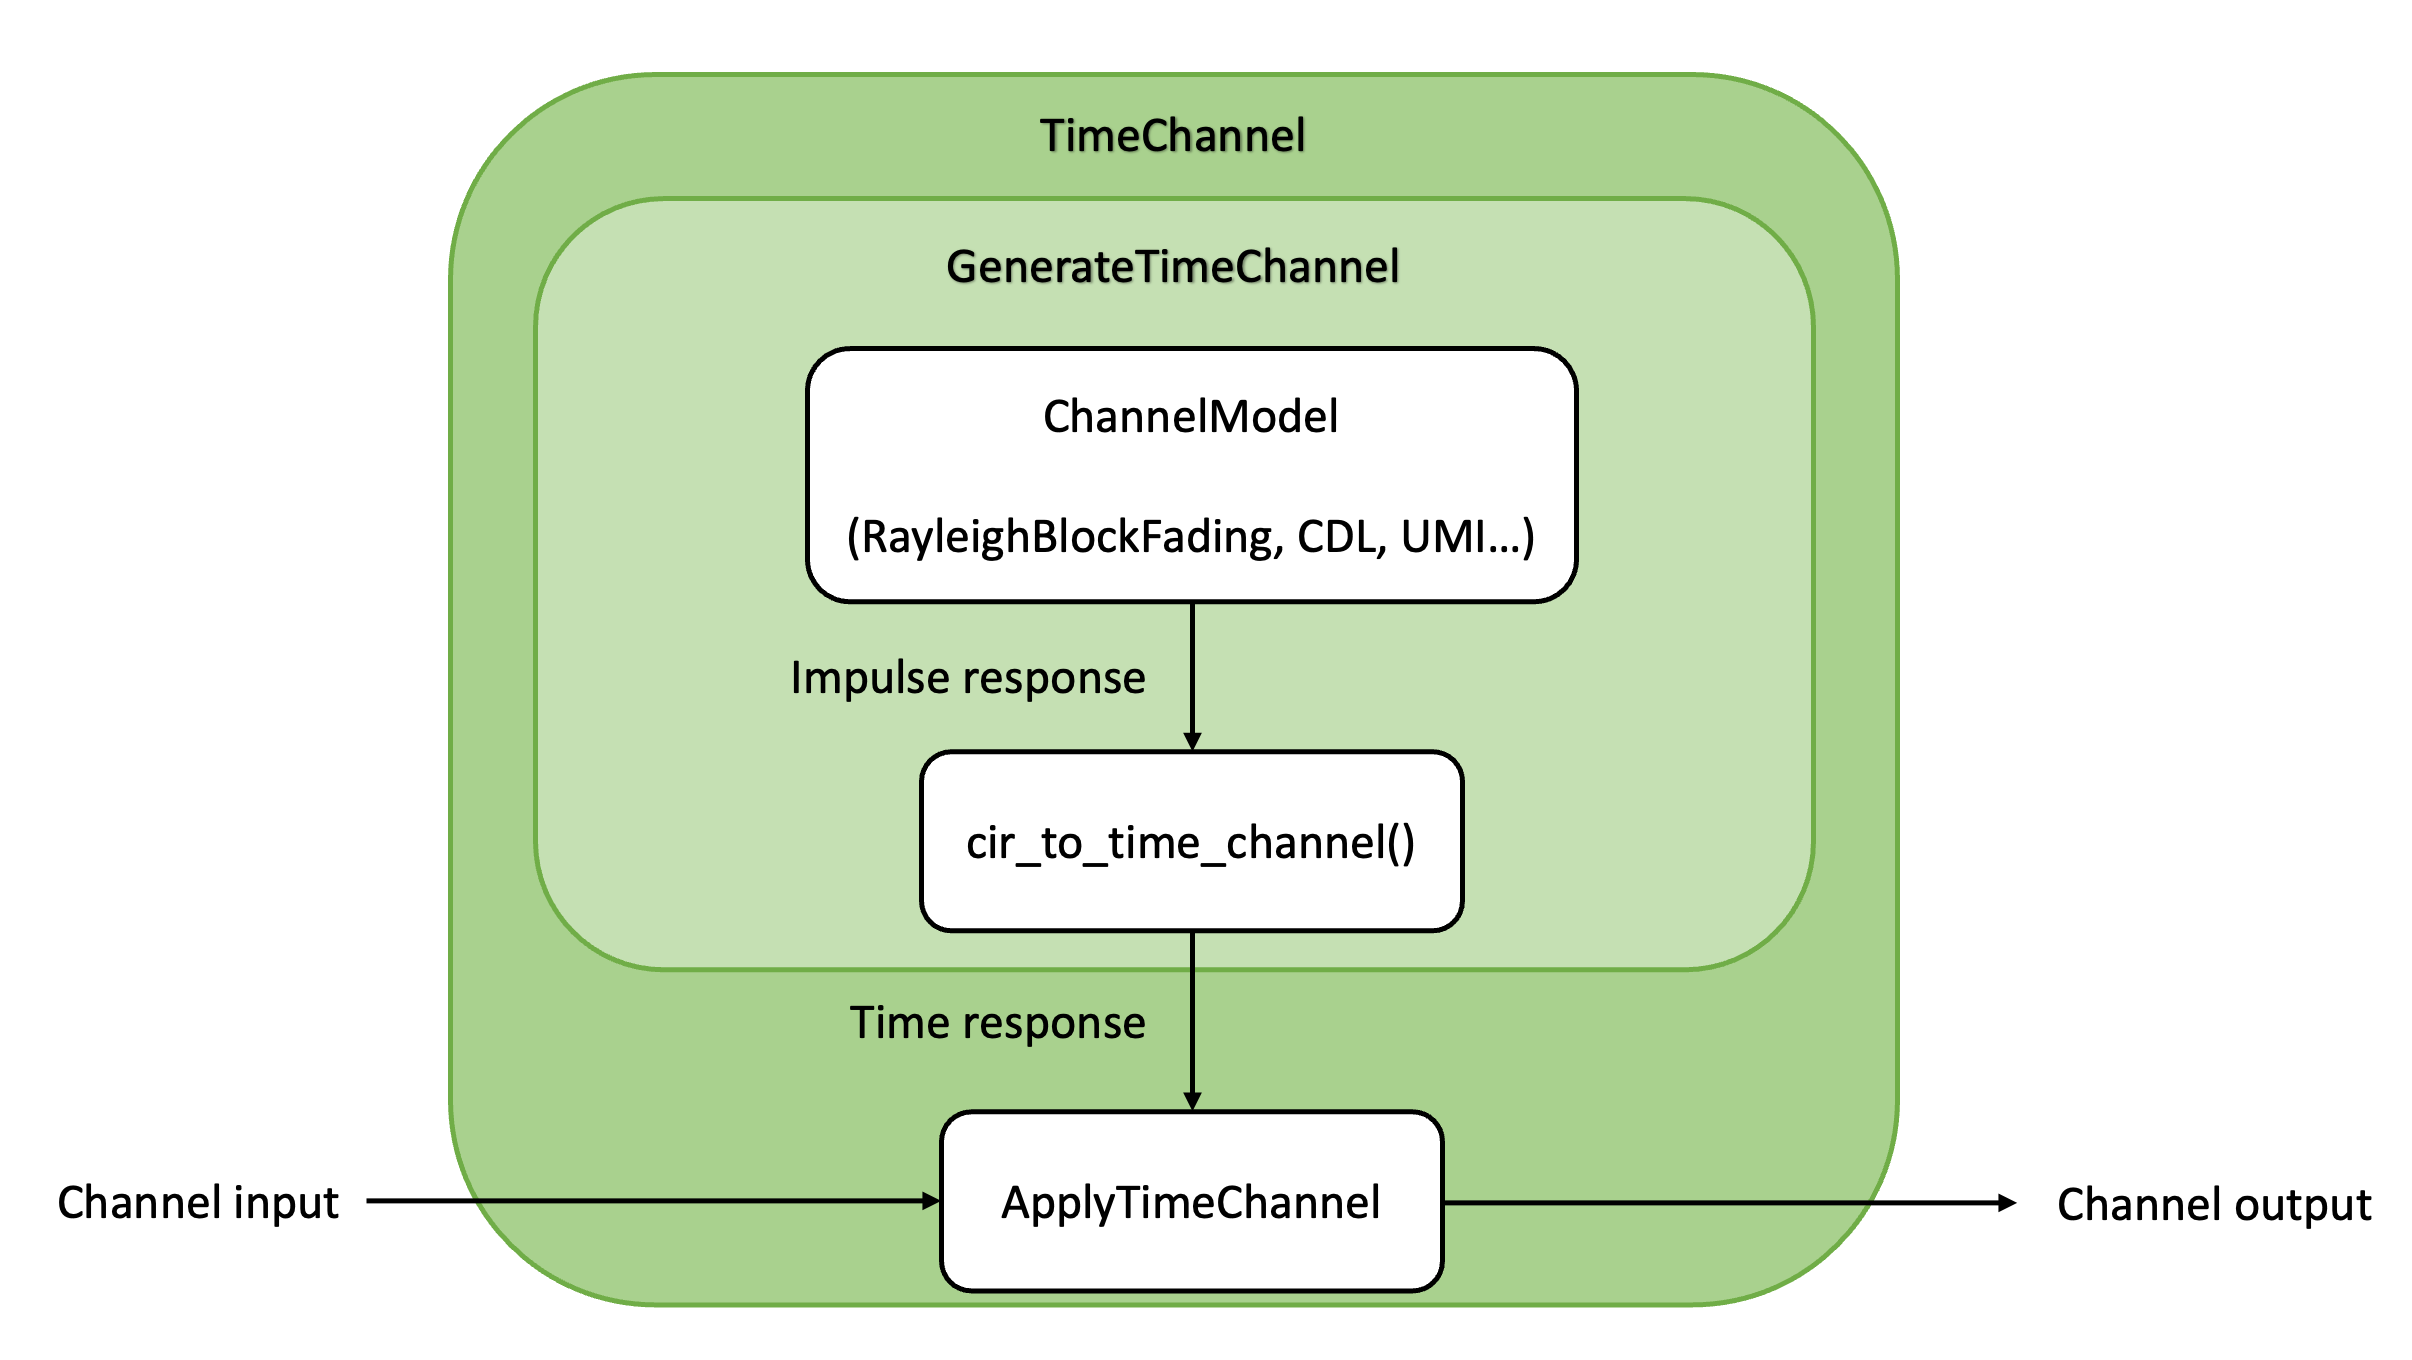 TimeChannel
GenerateTimeChannel
ChannelModel
(RayleighBlockFading, CDL, UMI...)
Impulse response
cir_to_time_channel()
Time response
Channel input
ApplyTimeChannel
Channel output